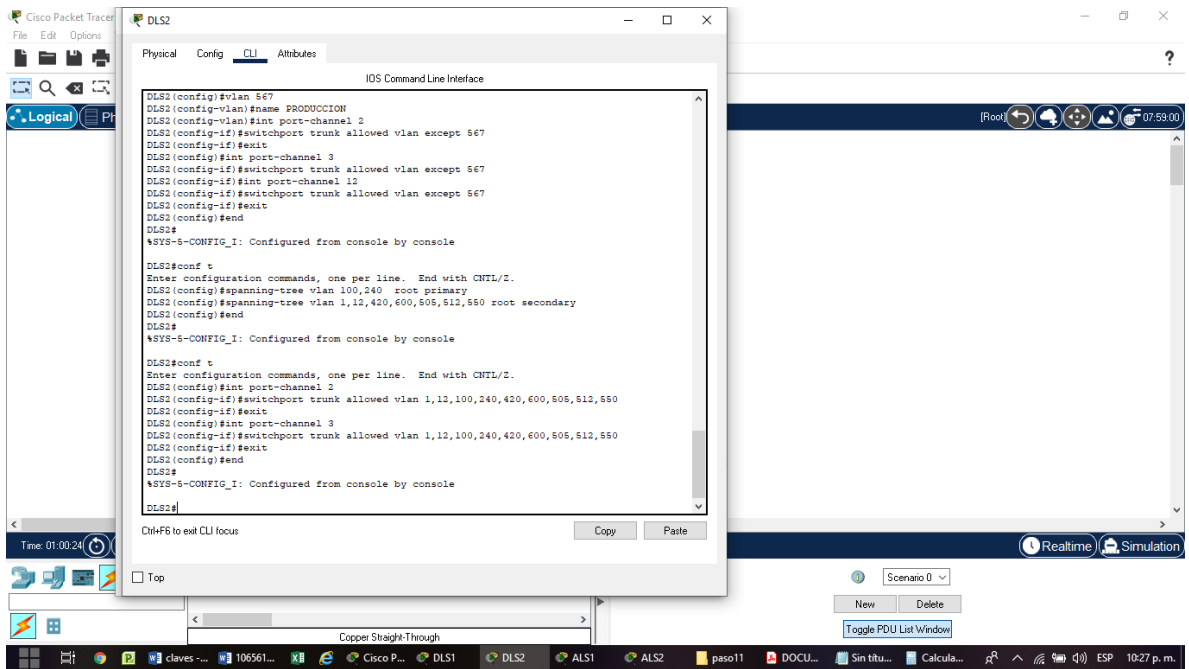 Cisco Packet Tracer
File Edit Options
DLS2
Physical Config CLI Attributes
IOS Command Line Interface
Logical
Ph
[Root]
07:59:00
DLS2(config)#vlan 567
DLS2(config-vlan)#name PRODUCCION
DLS2(config-vlan)#int port-channel 2
DLS2(config-if)#switchport trunk allowed vlan except 567
DLS2(config-if)#exit
DLS2(config)#int port-channel 3
DLS2(config-if)#switchport trunk allowed vlan except 567
DLS2(config-if)#int port-channel 12
DLS2(config-if)#switchport trunk allowed vlan except 567
DLS2(config-if)#exit
DLS2(config)#end
DLS2#
%SYS-5-CONFIG_I: Configured from console by console
DLS2#conf t
Enter configuration commands, one per line.  End with CNTL/Z.
DLS2(config)#spanning-tree vlan 100,240  root primary
DLS2(config)#spanning-tree vlan 1,12,420,600,505,512,550 root secondary
DLS2(config)#end
DLS2#
%SYS-5-CONFIG_I: Configured from console by console
DLS2#conf t
Enter configuration commands, one per line.  End with CNTL/Z.
DLS2(config)#int port-channel 2
DLS2(config-if)#switchport trunk allowed vlan 1,12,100,240,420,600,505,512,550
DLS2(config-if)#exit
DLS2(config)#int port-channel 3
DLS2(config-if)#switchport trunk allowed vlan 1,12,100,240,420,600,505,512,550
DLS2(config-if)#exit
DLS2(config)#end
DLS2#
%SYS-5-CONFIG_I: Configured from console by console
DLS2#
Ctrl+F6 to exit CLI focus
Copy Paste
Time: 01:00:24
Realtime Simulation
Top
Scenario 0
New Delete
Toggle PDU List Window
Copper Straight-Through
claves -... 106561... Cisco P... DLS1 DLS2 ALS1 ALS2 paso11 DOCU... Sin títu... Calcula... ESP 10:27 p. m.